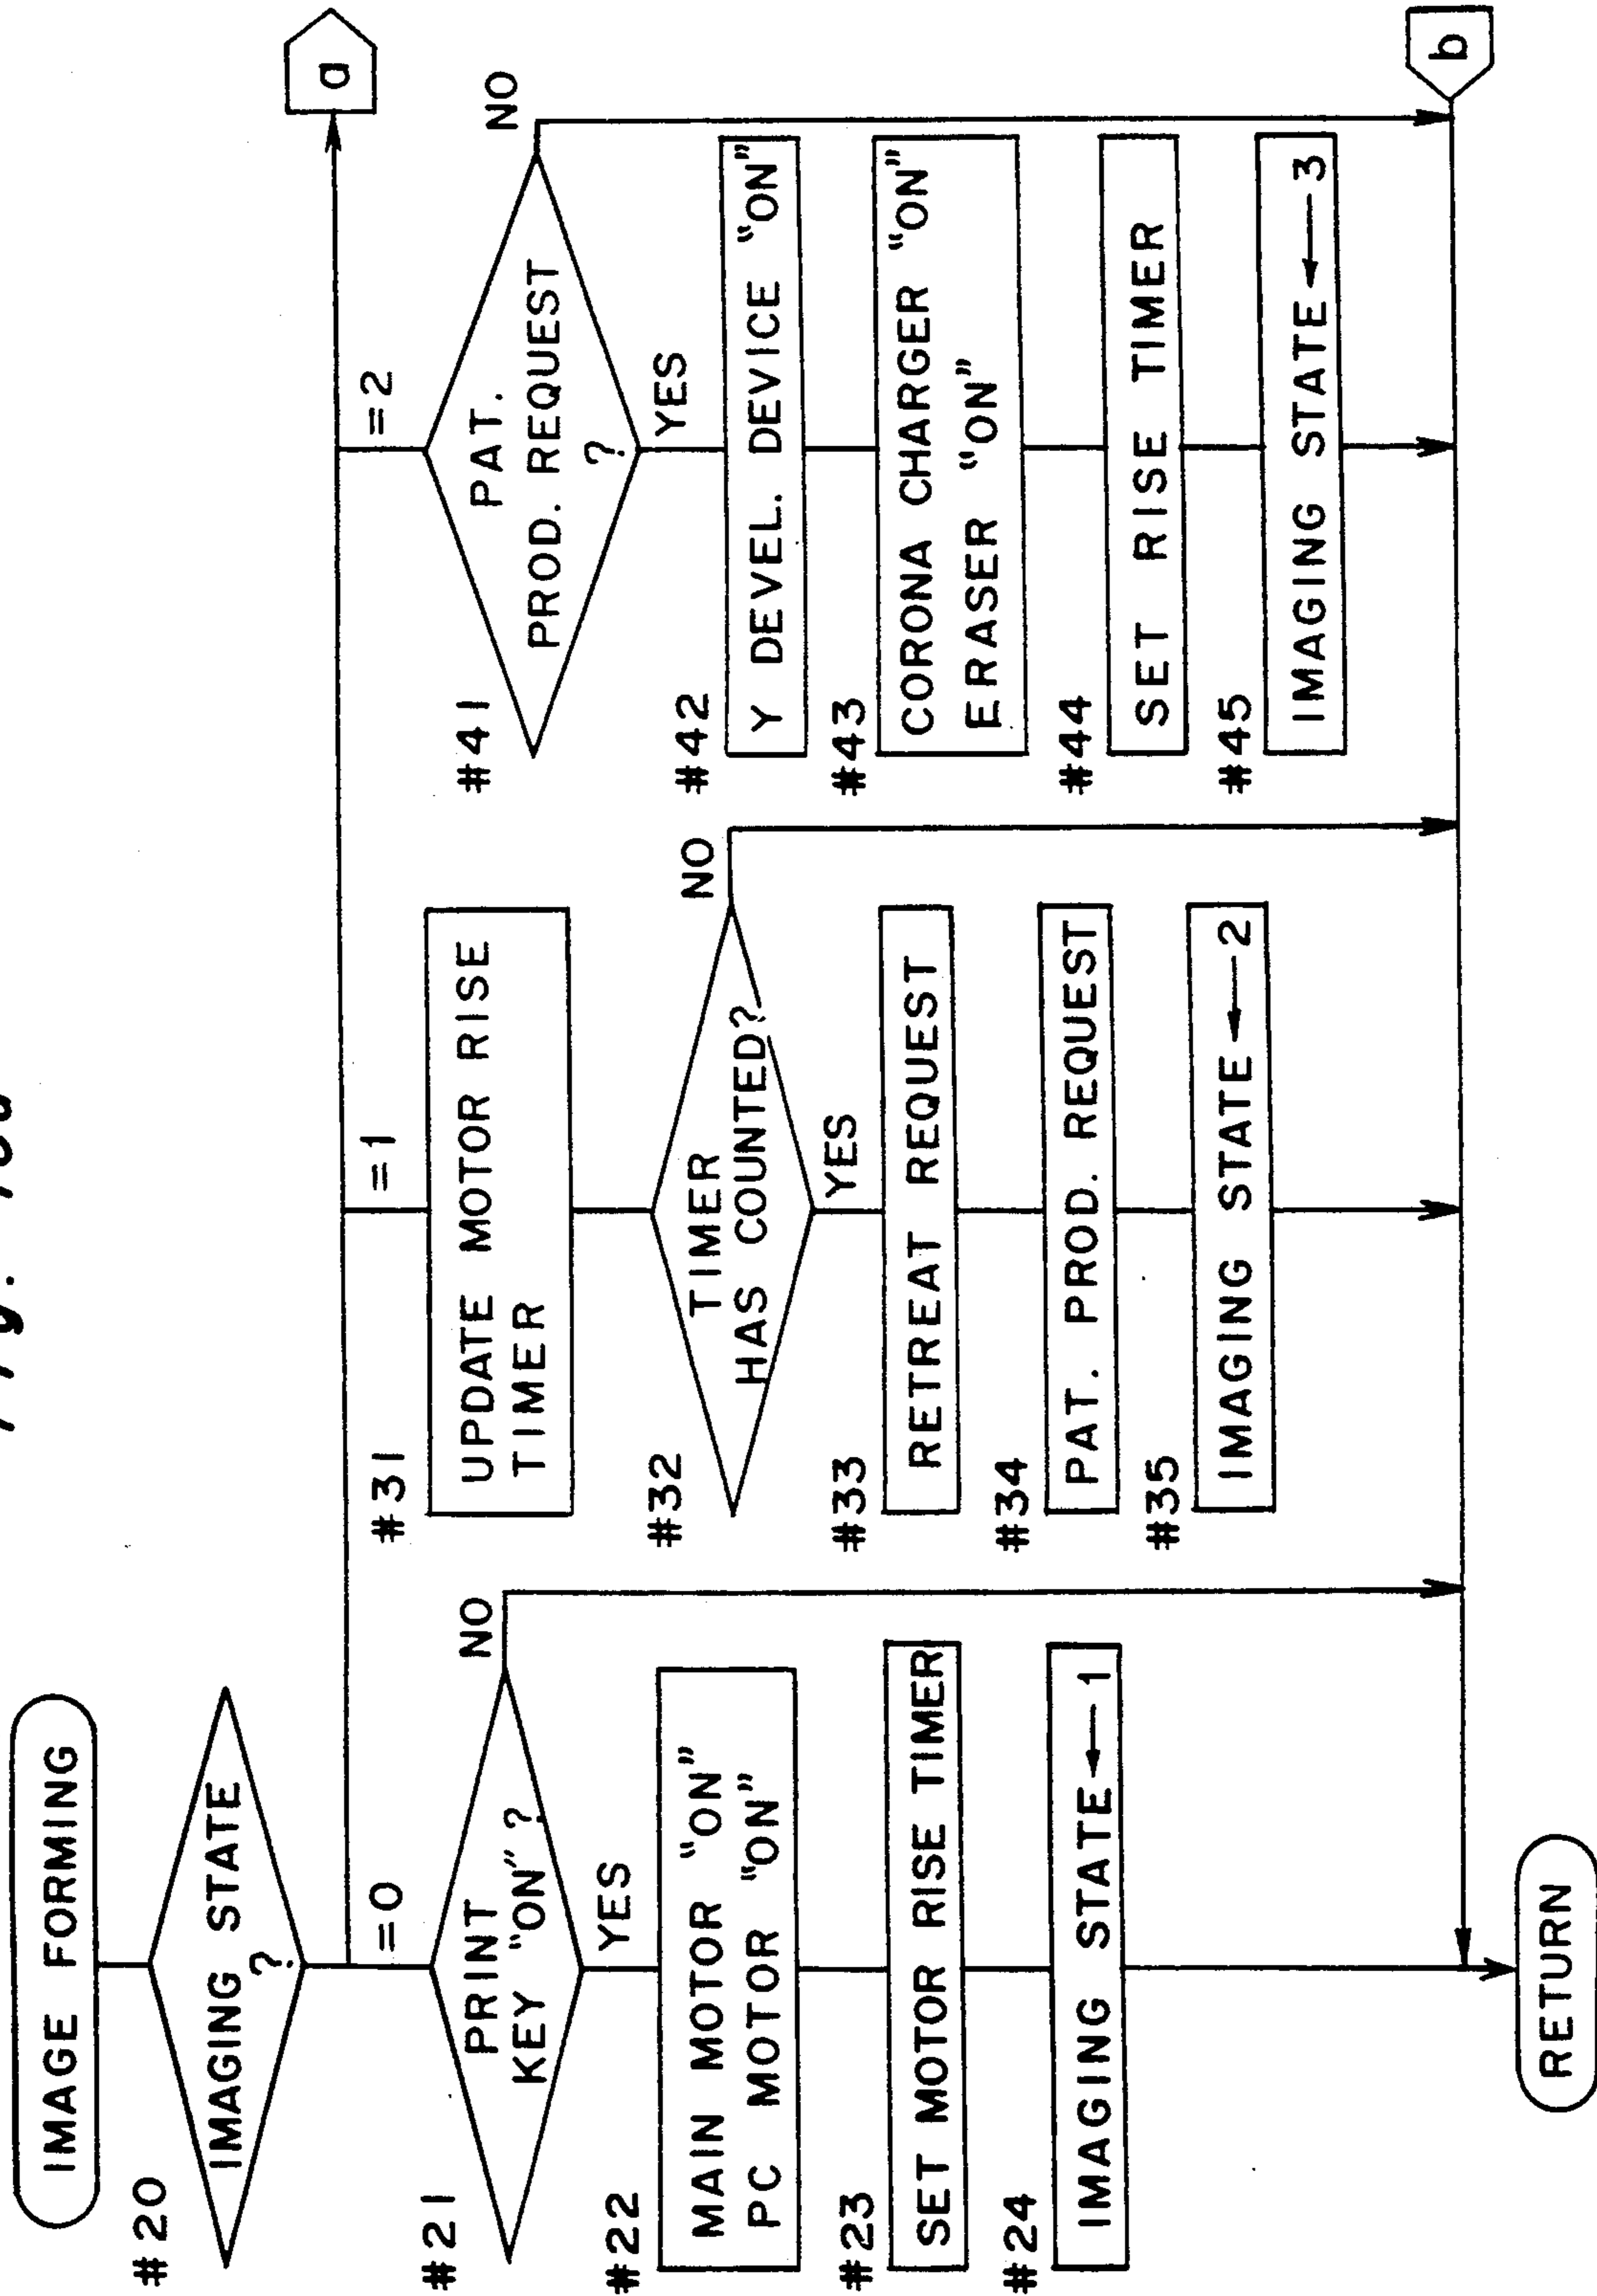 IMAGE FORMING
#20
IMAGING STATE
?
=0
#21
PRINT
KEY "ON"?
NO
YES
#22
MAIN MOTOR "ON"
PC MOTOR "ON"
#23
SET MOTOR RISE TIMER
#24
IMAGING STATE ← 1
RETURN
=1
#31
UPDATE MOTOR RISE
TIMER
#32
TIMER
HAS COUNTED?
NO
YES
#33
RETREAT REQUEST
#34
PAT. PROD. REQUEST
#35
IMAGING STATE ← 2
=2
#41
PAT.
PROD. REQUEST
?
NO
YES
#42
Y DEVEL. DEVICE "ON"
#43
CORONA CHARGER "ON"
ERASER "ON"
#44
SET RISE TIMER
#45
IMAGING STATE ← 3
a
b